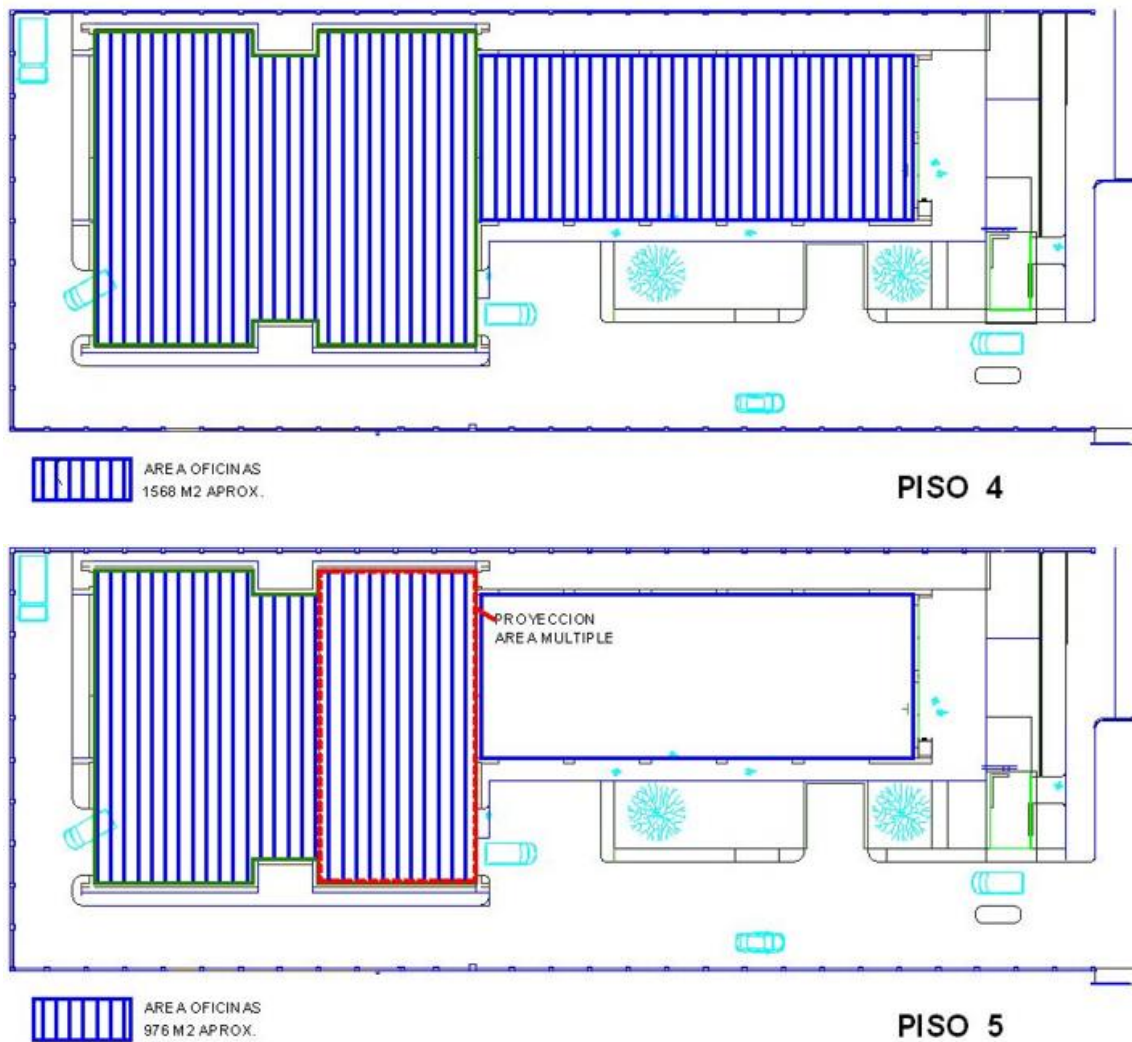 AREA OFICINAS
1568 M2 APROX.
PISO 4
PROYECCION
AREA MULTIPLE
AREA OFICINAS
976 M2 APROX.
PISO 5